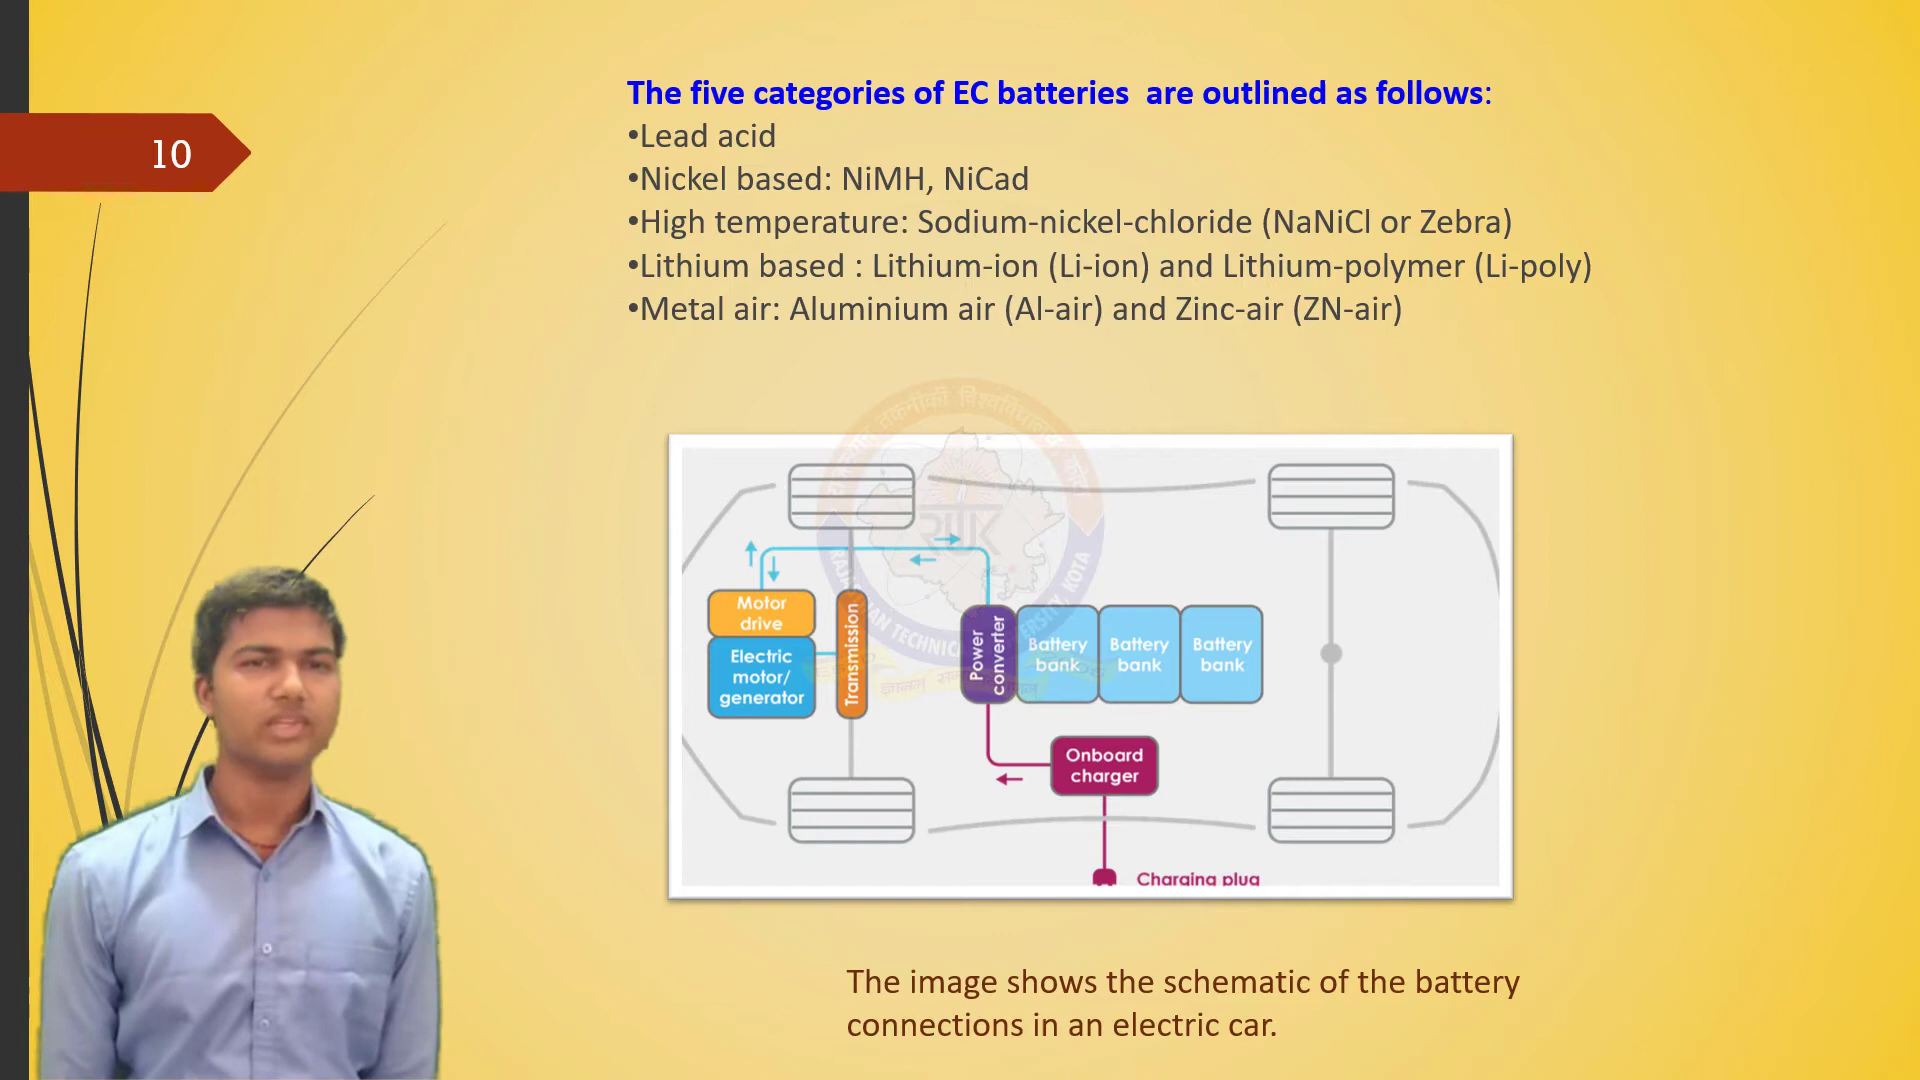 10
The five categories of EC batteries  are outlined as follows:
•Lead acid
•Nickel based: NiMH, NiCad
•High temperature: Sodium-nickel-chloride (NaNiCl or Zebra)
•Lithium based : Lithium-ion (Li-ion) and Lithium-polymer (Li-poly)
•Metal air: Aluminium air (Al-air) and Zinc-air (ZN-air)
Motor
drive
Electric
motor/
generator
Transmission
Power
converter
Battery
bank
Battery
bank
Battery
bank
Onboard
charger
Charging plug
The image shows the schematic of the battery
connections in an electric car.